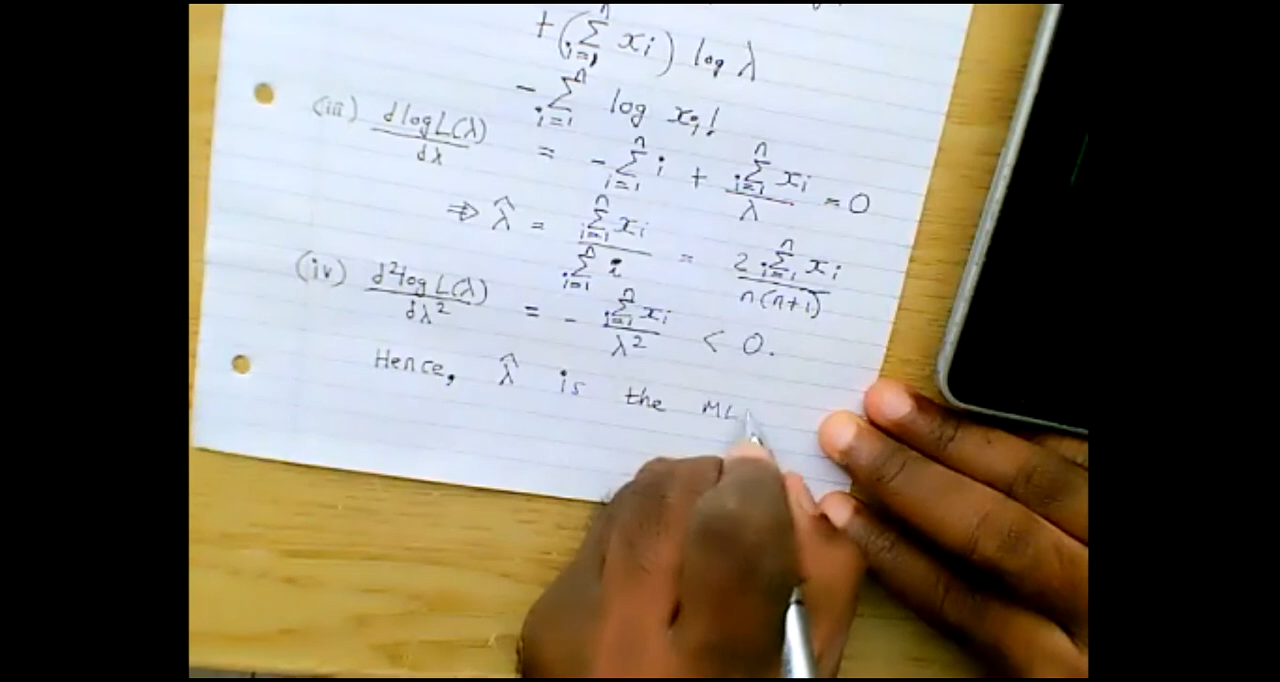 + (∑_{i=1}^{n} x_i) log λ
- ∑_{i=1}^{n} log x_i!
(iii) d log L(λ) / dλ = - ∑_{i=1}^{n} i + ∑_{i=1}^{n} x_i / λ = 0
⇒ λ̂ = ∑_{i=1}^{n} x_i / ∑_{i=1}^{n} i = 2 ∑_{i=1}^{n} x_i / n(n+1)
(iv) d² log L(λ) / dλ² = - ∑_{i=1}^{n} x_i / λ² < 0.
Hence, λ̂ is the ML